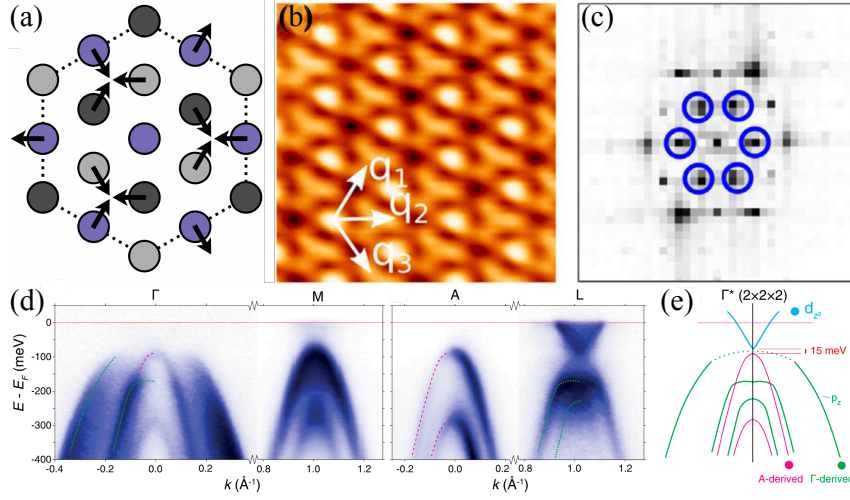 (a)
(b)
(c)
q1
q2
q3
(d)
Γ
M
A
L
(e)
Γ* (2×2×2)
E - EF (meV)
0
-100
-200
-300
-400
-0.4
-0.2
0.0
0.2
0.8
1.0
1.2
-0.2
0.0
0.2
0.8
1.0
1.2
k (Å-1)
k (Å-1)
dz²
15 meV
pz
A-derived
Γ-derived